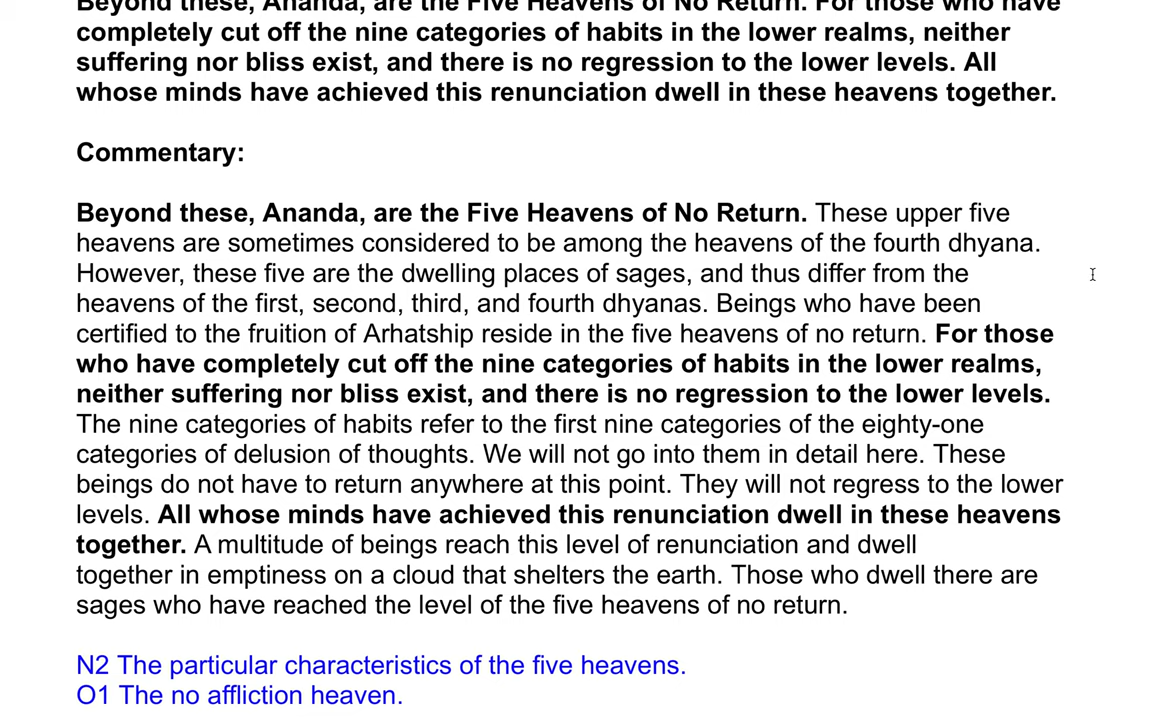 Beyond these, Ananda, are the Five Heavens of No Return. For those who have
completely cut off the nine categories of habits in the lower realms, neither
suffering nor bliss exist, and there is no regression to the lower levels. All
whose minds have achieved this renunciation dwell in these heavens together.
Commentary:
Beyond these, Ananda, are the Five Heavens of No Return. These upper five
heavens are sometimes considered to be among the heavens of the fourth dhyana.
However, these five are the dwelling places of sages, and thus differ from the
heavens of the first, second, third, and fourth dhyanas. Beings who have been
certified to the fruition of Arhatship reside in the five heavens of no return. For those
who have completely cut off the nine categories of habits in the lower realms,
neither suffering nor bliss exist, and there is no regression to the lower levels.
The nine categories of habits refer to the first nine categories of the eighty-one
categories of delusion of thoughts. We will not go into them in detail here. These
beings do not have to return anywhere at this point. They will not regress to the lower
levels. All whose minds have achieved this renunciation dwell in these heavens
together. A multitude of beings reach this level of renunciation and dwell
together in emptiness on a cloud that shelters the earth. Those who dwell there are
sages who have reached the level of the five heavens of no return.
N2 The particular characteristics of the five heavens.
O1 The no affliction heaven.